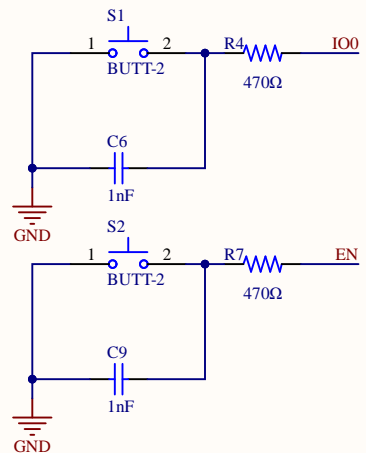 S1
1 2 R4 IO0
BUTT-2 470Ω
C6
1nF
GND
S2
1 2 R7 EN
BUTT-2 470Ω
C9
1nF
GND